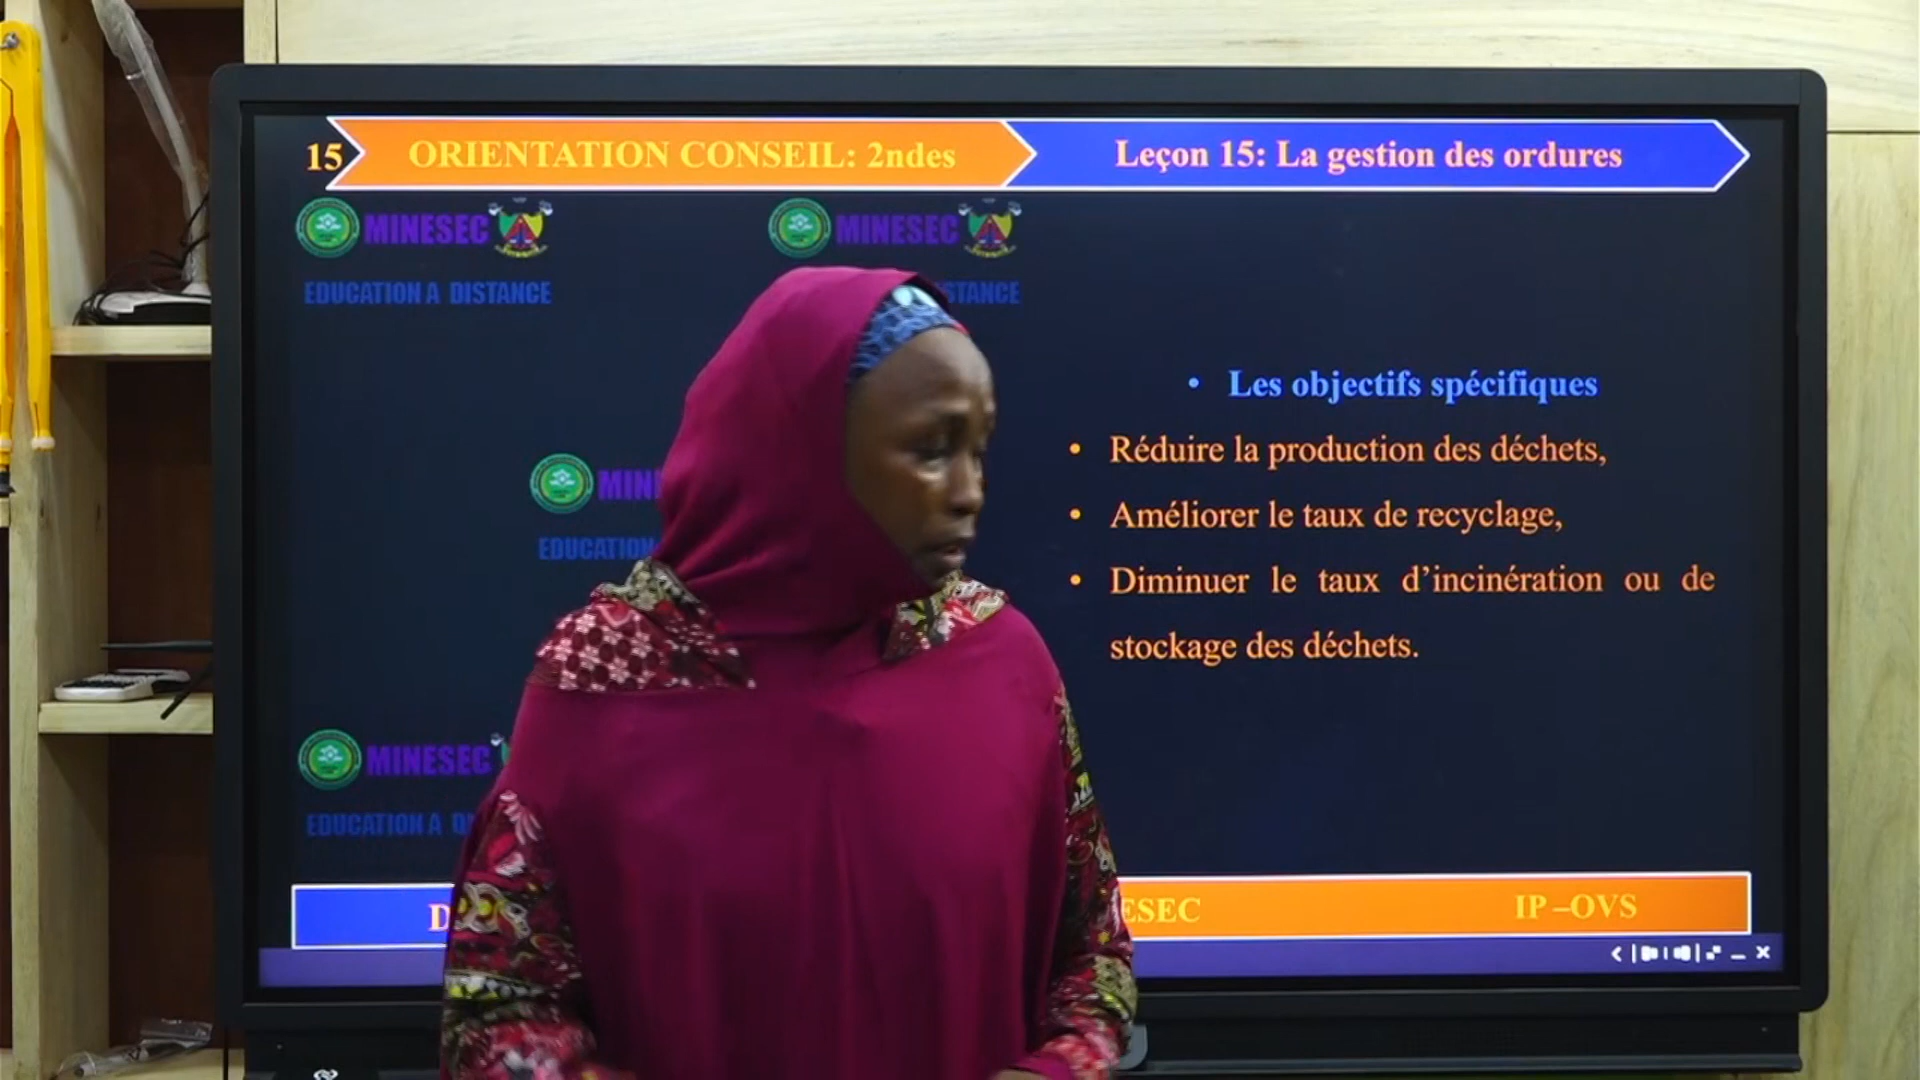 15
ORIENTATION CONSEIL: 2ndes
Leçon 15: La gestion des ordures
MINESEC
MINESEC
EDUCATION A DISTANCE
• Les objectifs spécifiques
• Réduire la production des déchets,
• Améliorer le taux de recyclage,
• Diminuer le taux d’incinération ou de
stockage des déchets.
EDUCATION
MINESEC
EDUCATION A
IP –OVS